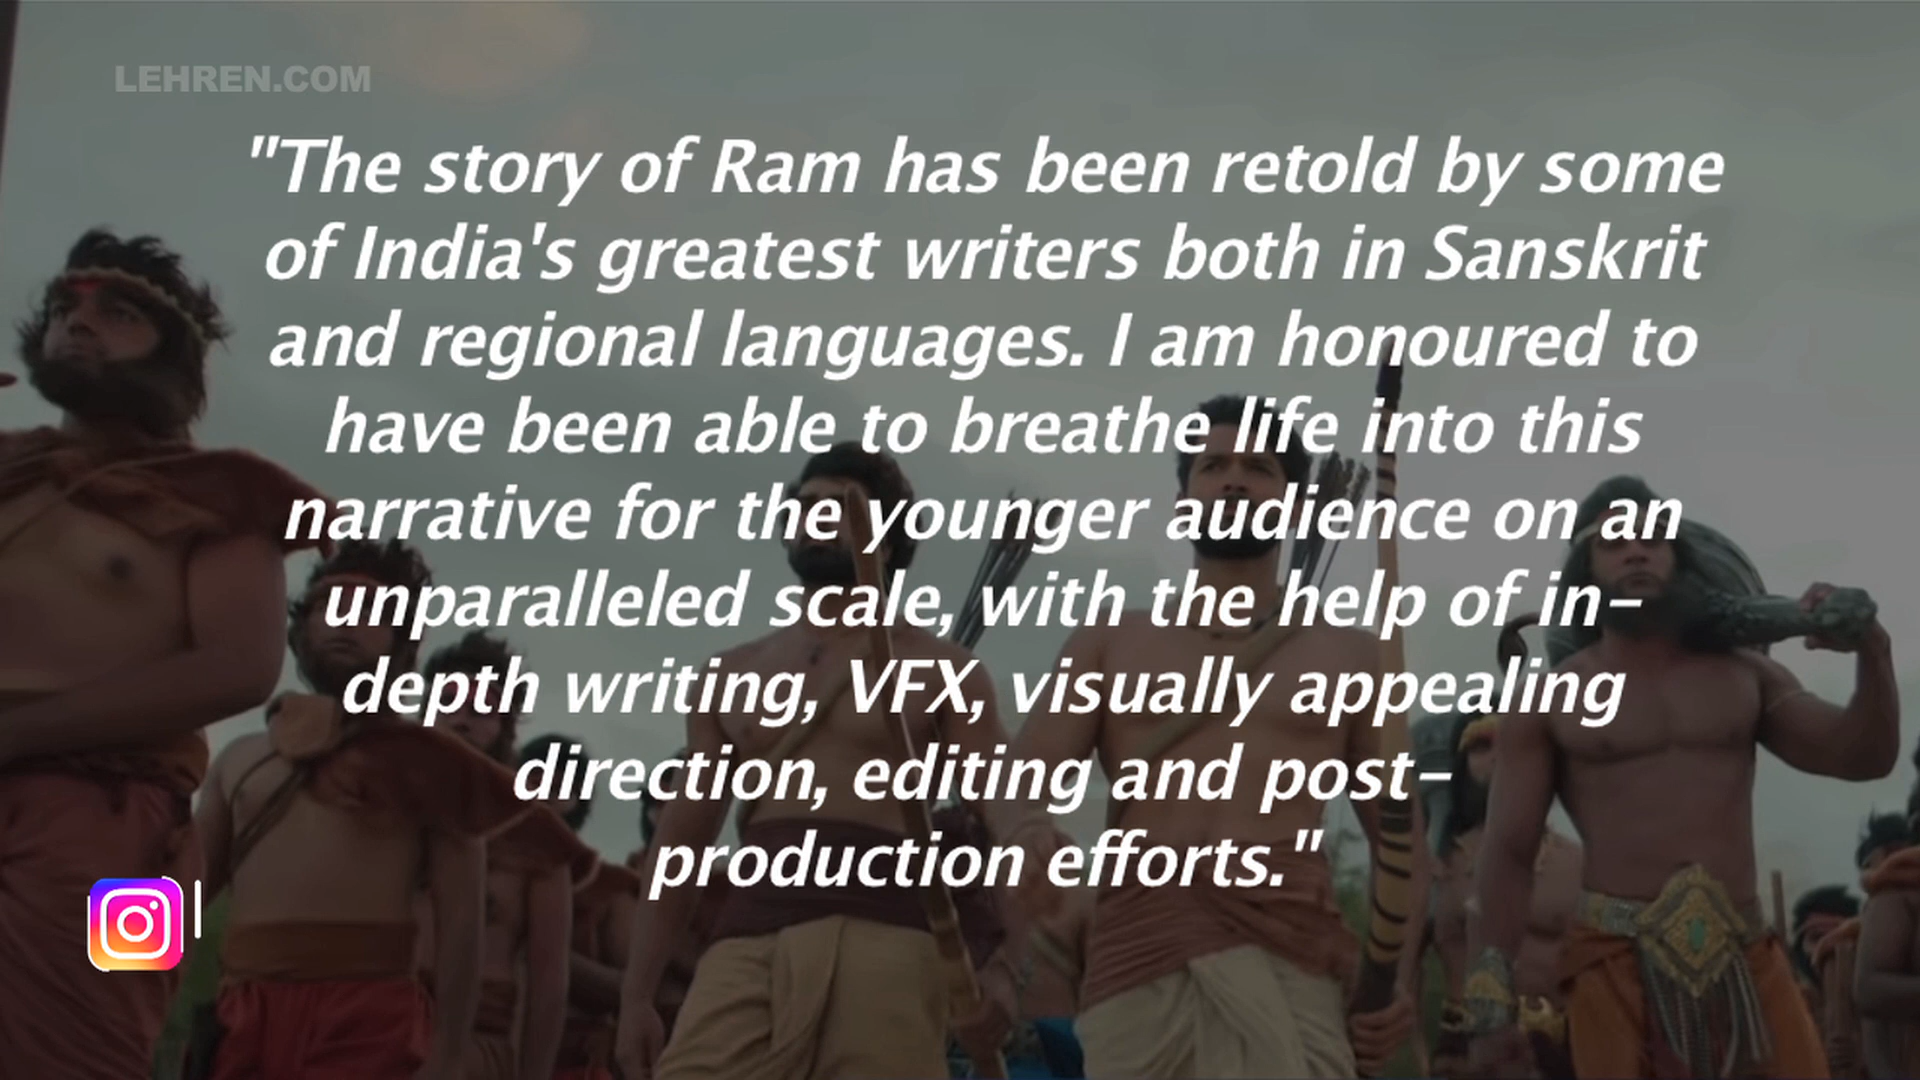 LEHREN.COM
"The story of Ram has been retold by some
of India's greatest writers both in Sanskrit
and regional languages. I am honoured to
have been able to breathe life into this
narrative for the younger audience on an
unparalleled scale, with the help of in-
depth writing, VFX, visually appealing
direction, editing and post-
production efforts."